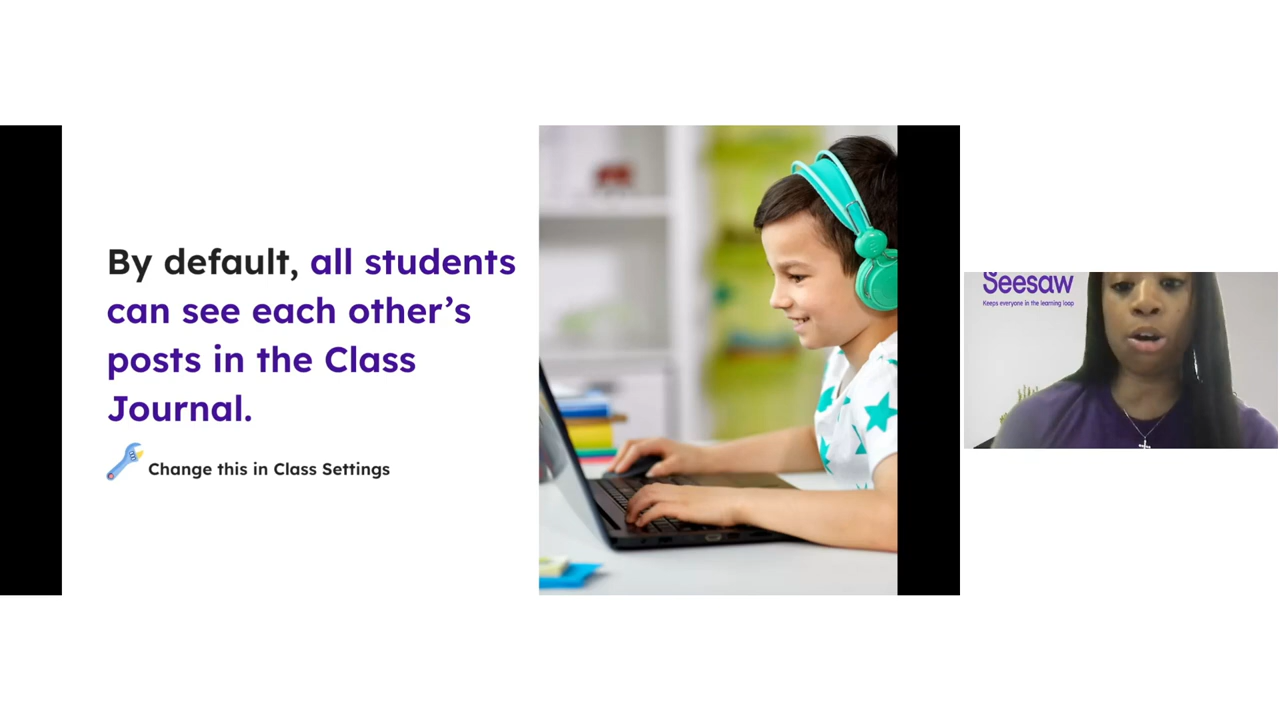 By default, all students
can see each other’s
posts in the Class
Journal.
Change this in Class Settings
Seesaw
Keeps everyone in the learning loop